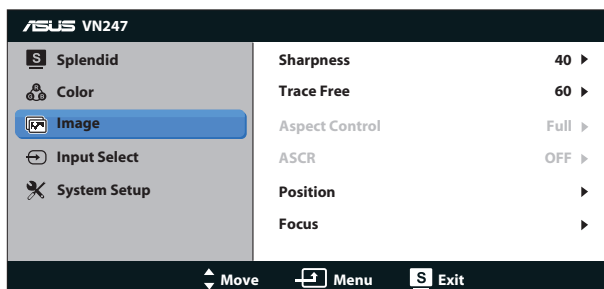 ASUS VN247
S Splendid
Color
Image
Input Select
System Setup
Sharpness 40
Trace Free 60
Aspect Control Full
ASCR OFF
Position
Focus
Move Menu S Exit